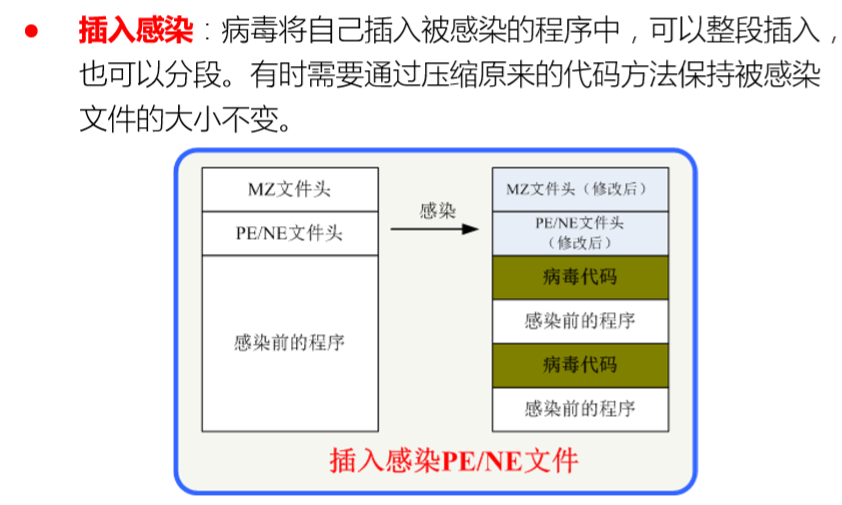 插入感染：病毒将自己插入被感染的程序中，可以整段插入，
也可以分段。有时需要通过压缩原来的代码方法保持被感染
文件的大小不变。
MZ文件头
PE/NE文件头
感染前的程序
感染
MZ文件头（修改后）
PE/NE文件头
（修改后）
病毒代码
感染前的程序
病毒代码
感染前的程序
插入感染PE/NE文件